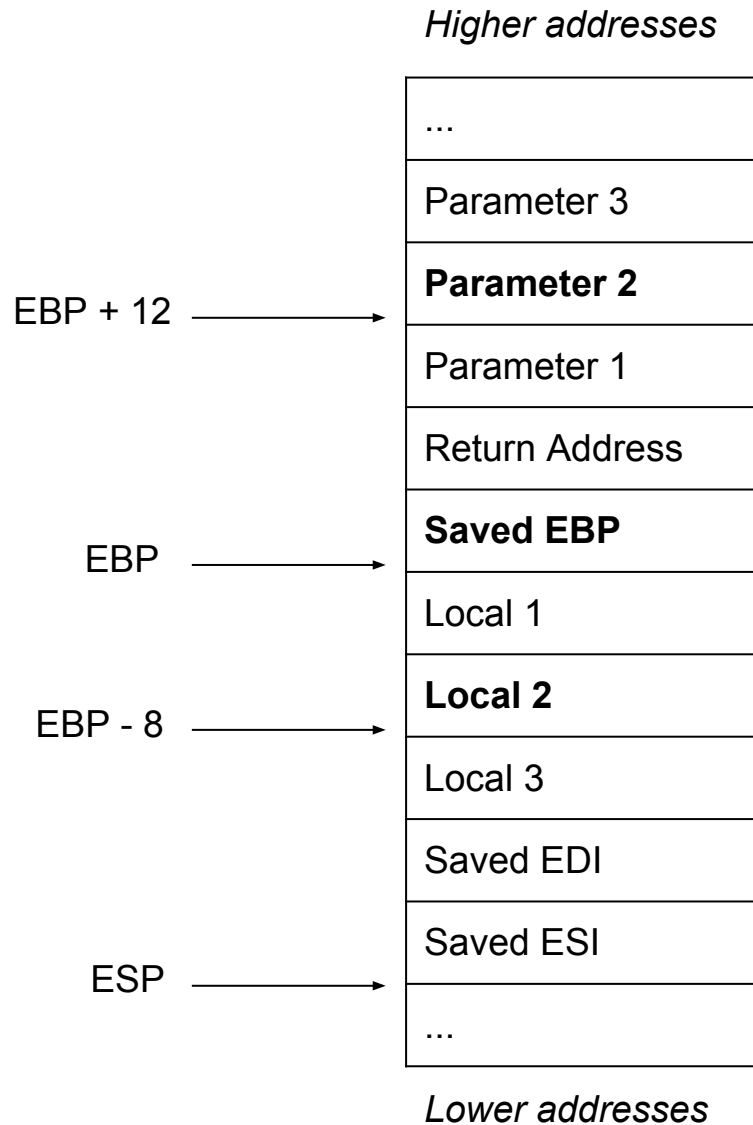 Higher addresses
...
Parameter 3
Parameter 2
EBP + 12
Parameter 1
Return Address
Saved EBP
EBP
Local 1
Local 2
EBP - 8
Local 3
Saved EDI
Saved ESI
ESP
...
Lower addresses